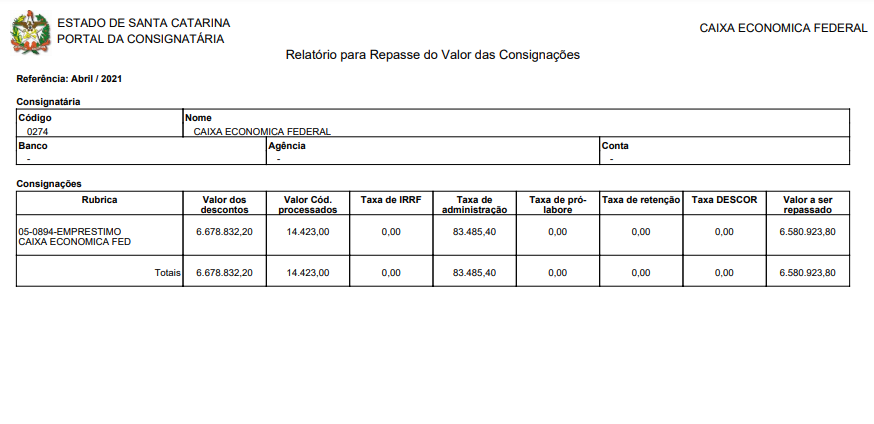 ESTADO DE SANTA CATARINA
PORTAL DA CONSIGNATÁRIA
CAIXA ECONOMICA FEDERAL
Relatório para Repasse do Valor das Consignações
Referência: Abril / 2021
Consignatária
Código Nome
0274 CAIXA ECONOMICA FEDERAL
Banco Agência Conta
- - -
Consignações
Rubrica Valor dos descontos Valor Cód. processados Taxa de IRRF Taxa de administração Taxa de pró-labore Taxa de retenção Taxa DESCOR Valor a ser repassado
05-0894-EMPRESTIMO 6.678.832,20 14.423,00 0,00 83.485,40 0,00 0,00 0,00 6.580.923,80
CAIXA ECONOMICA FED
Totais 6.678.832,20 14.423,00 0,00 83.485,40 0,00 0,00 0,00 6.580.923,80